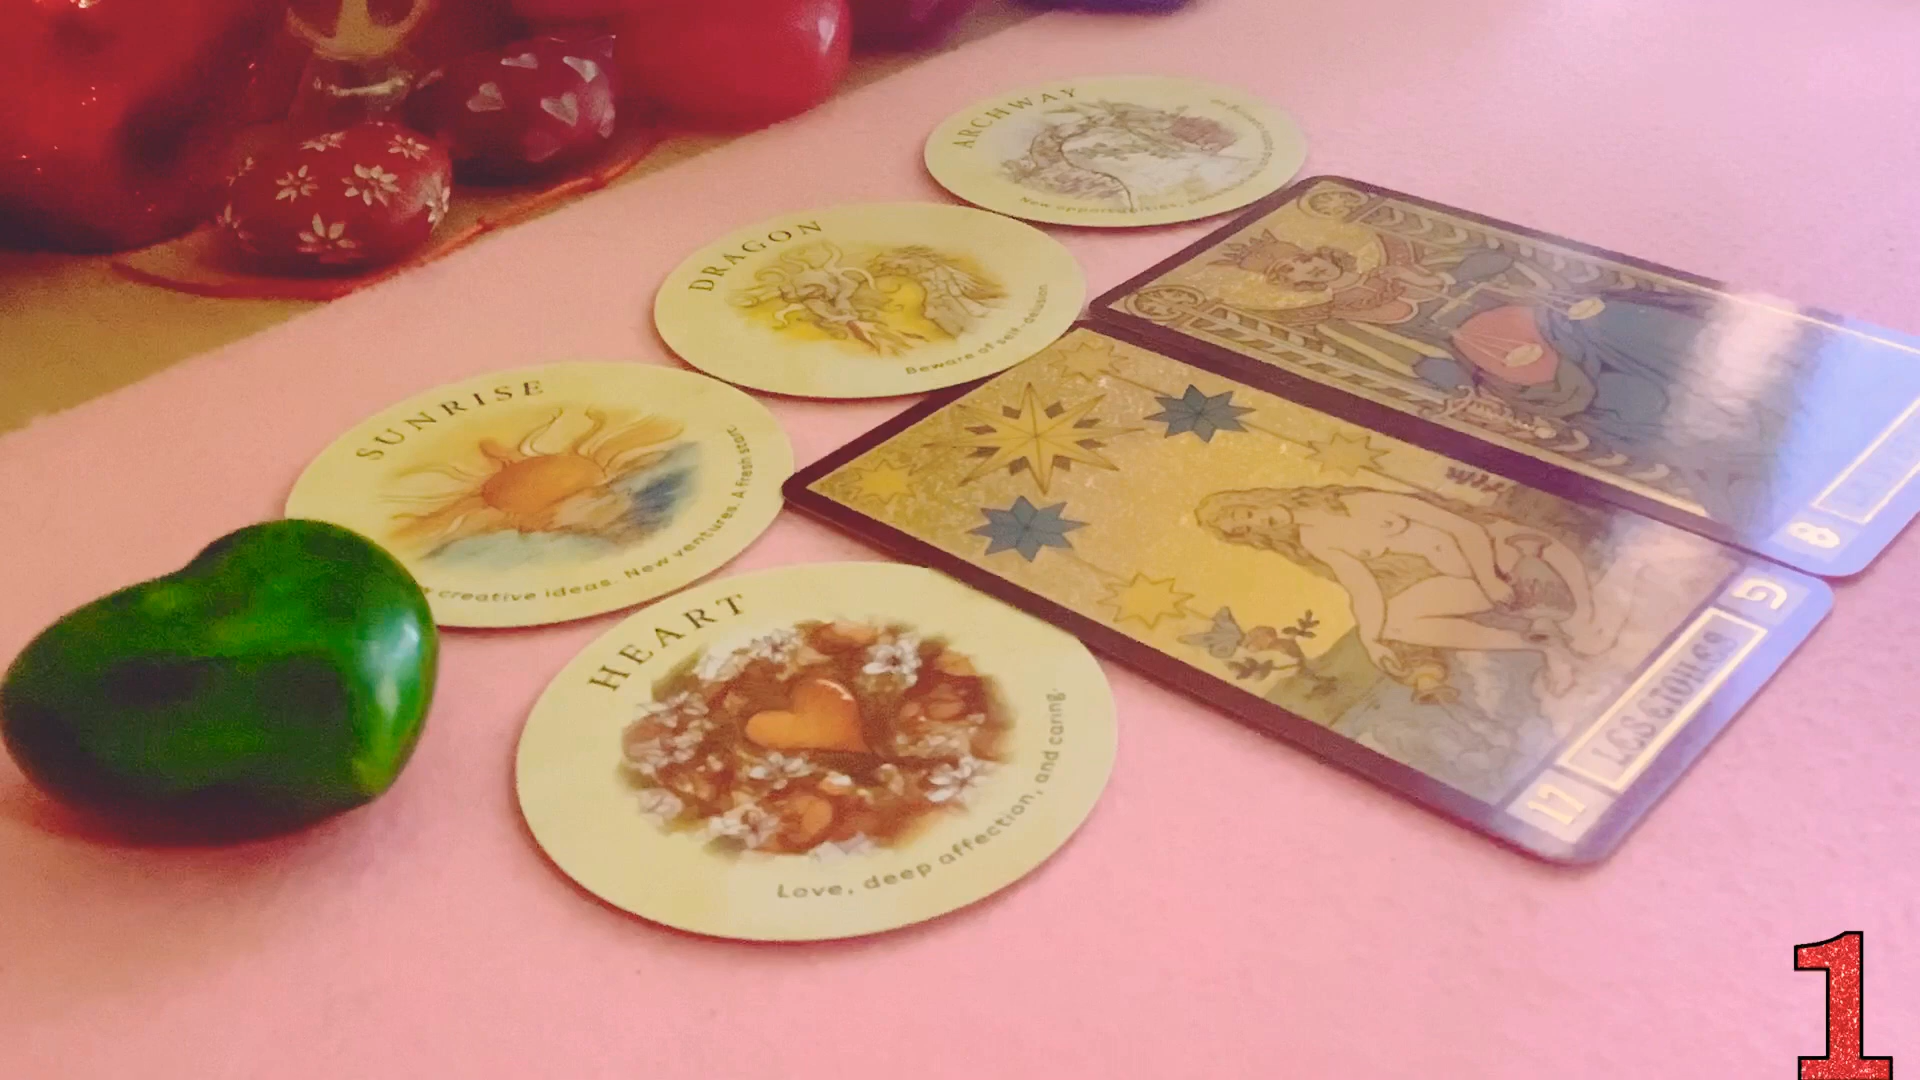 ARCHWAY
New opportunities,
DRAGON
Beware of self-delusion
SUNRISE
creative ideas. New ventures. A fresh start.
HEART
Love, deep affection, and caring.
8
17
LES ETOILES
1